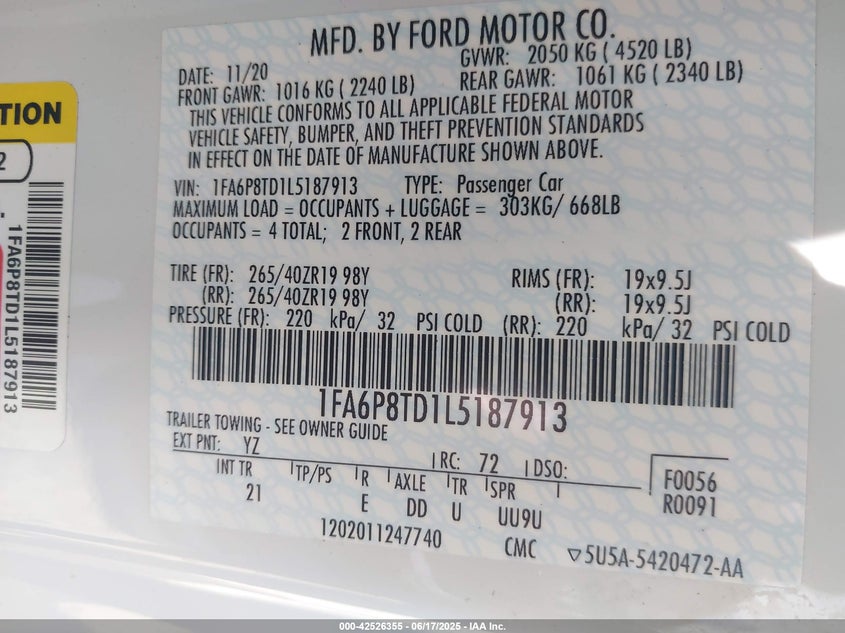 MFD. BY FORD MOTOR CO.
DATE: 11/20 GVWR: 2050 KG ( 4520 LB)
FRONT GAWR: 1016 KG ( 2240 LB) REAR GAWR: 1061 KG ( 2340 LB)
THIS VEHICLE CONFORMS TO ALL APPLICABLE FEDERAL MOTOR
VEHICLE SAFETY, BUMPER, AND THEFT PREVENTION STANDARDS
IN EFFECT ON THE DATE OF MANUFACTURE SHOWN ABOVE.
VIN: 1FA6P8TD1L5187913 TYPE: Passenger Car
MAXIMUM LOAD = OCCUPANTS + LUGGAGE = 303KG/ 668LB
OCCUPANTS = 4 TOTAL; 2 FRONT, 2 REAR
TIRE (FR): 265/40ZR19 98Y RIMS (FR): 19x9.5J
(RR): 265/40ZR19 98Y (RR): 19x9.5J
PRESSURE (FR): 220 kPa/ 32 PSI COLD (RR): 220 kPa/ 32 PSI COLD
1FA6P8TD1L5187913
TRAILER TOWING - SEE OWNER GUIDE
EXT PNT: YZ RC: 72 DSO:
INT TR TP/PS R AXLE TR SPR
21 E DD U UU9U
F0056
R0091
1202011247740 CMC ▽5U5A-5420472-AA
TION
2
1FA6P8TD1L5187913
000-42526355 - 06/17/2025 - IAA Inc.